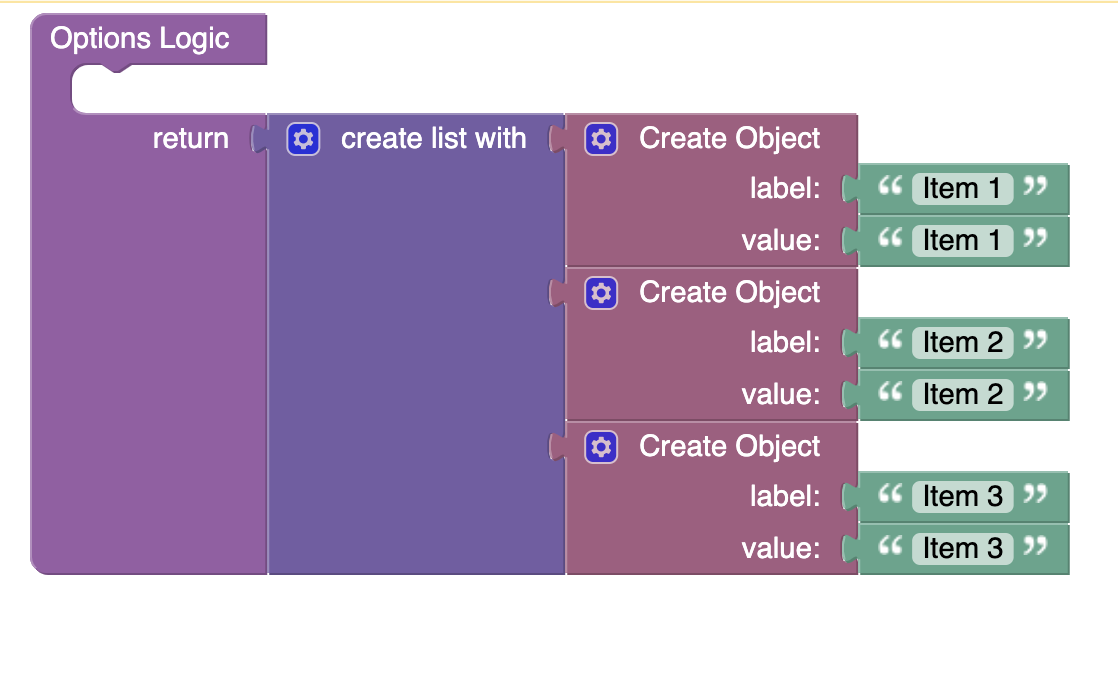 Options Logic
return create list with Create Object
label: “ Item 1 ”
value: “ Item 1 ”
Create Object
label: “ Item 2 ”
value: “ Item 2 ”
Create Object
label: “ Item 3 ”
value: “ Item 3 ”